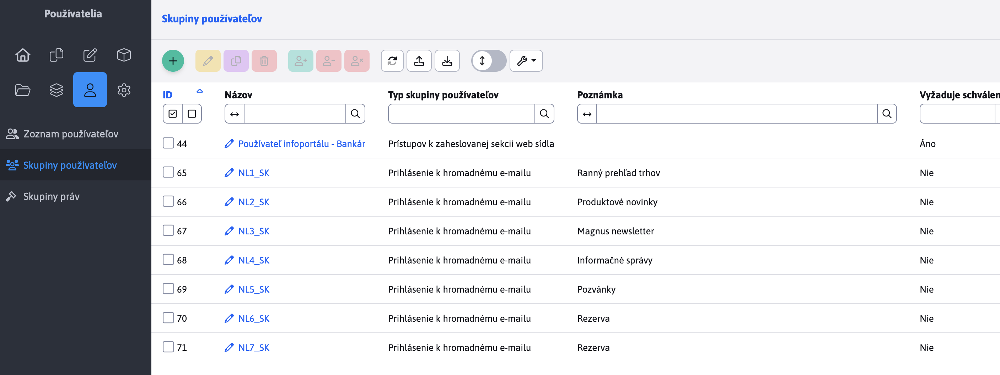 Používatelia
Zoznam používateľov
Skupiny používateľov
Skupiny práv
Skupiny používateľov
ID Názov Typ skupiny používateľov Poznámka Vyžaduje schválen
44 Používateľ infoportálu - Bankár Prístupov k zaheslovanej sekcii web sídla Áno
65 NL1_SK Prihlásenie k hromadnému e-mailu Ranný prehľad trhov Nie
66 NL2_SK Prihlásenie k hromadnému e-mailu Produktové novinky Nie
67 NL3_SK Prihlásenie k hromadnému e-mailu Magnus newsletter Nie
68 NL4_SK Prihlásenie k hromadnému e-mailu Informačné správy Nie
69 NL5_SK Prihlásenie k hromadnému e-mailu Pozvánky Nie
70 NL6_SK Prihlásenie k hromadnému e-mailu Rezerva Nie
71 NL7_SK Prihlásenie k hromadnému e-mailu Rezerva Nie